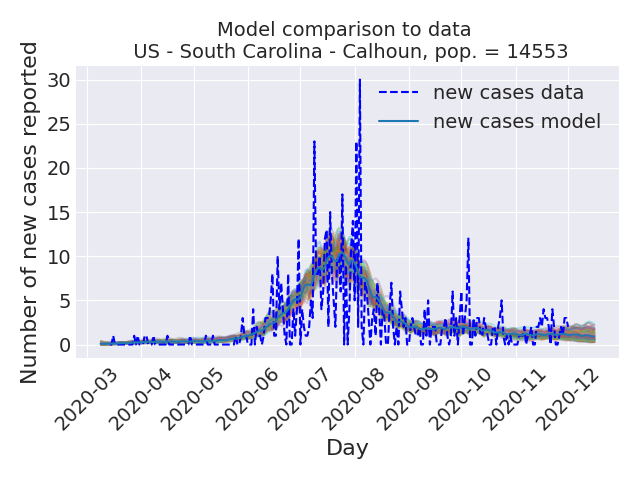 Model comparison to data
US - South Carolina - Calhoun, pop. = 14553
Number of new cases reported
30
25
20
15
10
5
0
new cases data
new cases model
2020-03
2020-04
2020-05
2020-06
2020-07
2020-08
2020-09
2020-10
2020-11
2020-12
Day